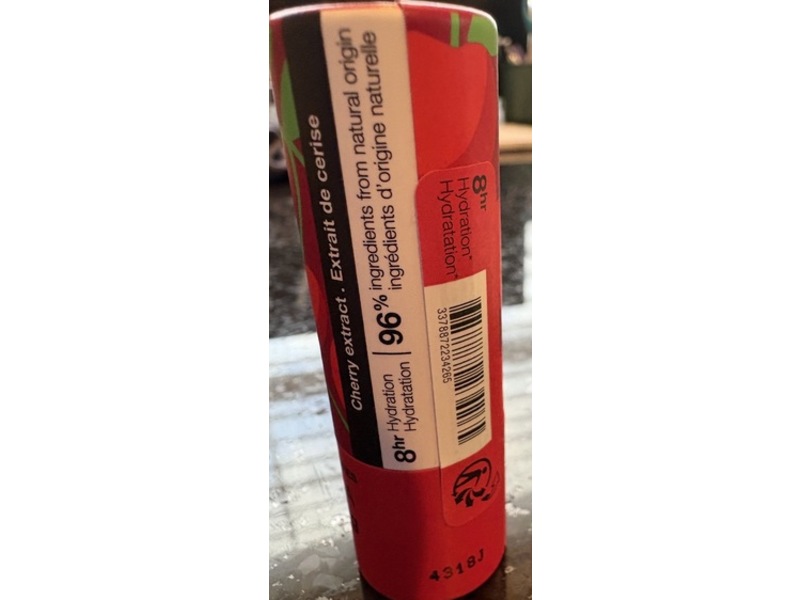 Cherry extract . Extrait de cerise
8hr Hydration
Hydratation
96% ingredients from natural origin
ingrédients d'origine naturelle
8hr
Hydration*
Hydratation*
3378872234265
4318J